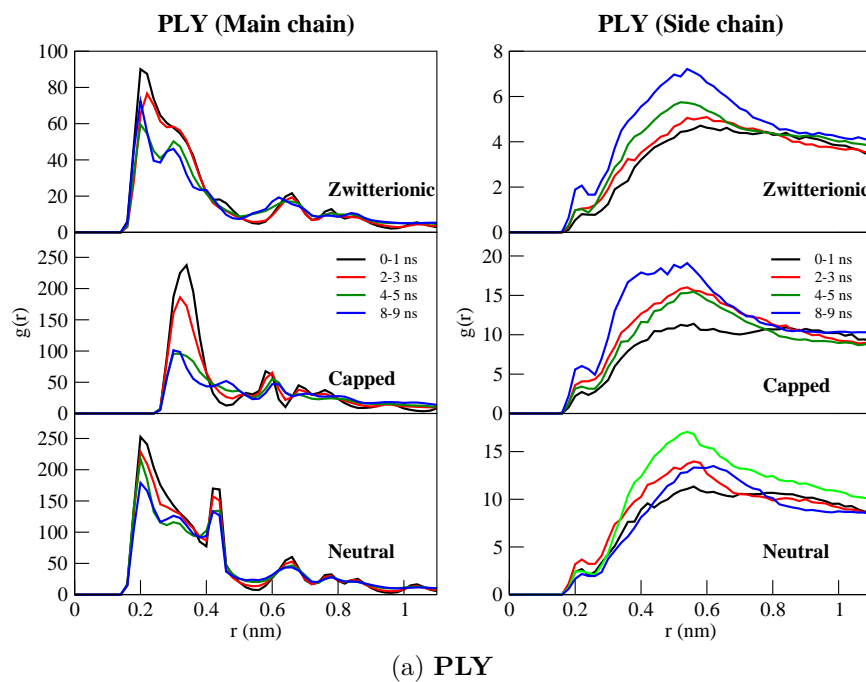 PLY (Main chain)
PLY (Side chain)
100
80
60
40
20
0
Zwitterionic
8
6
4
2
0
Zwitterionic
250
200
150
100
50
0
g(r)
0-1 ns
2-3 ns
4-5 ns
8-9 ns
Capped
20
15
10
5
0
g(r)
0-1 ns
2-3 ns
4-5 ns
8-9 ns
Capped
250
200
150
100
50
0
Neutral
0 0.2 0.4 0.6 0.8 1
r (nm)
15
10
5
0
Neutral
0 0.2 0.4 0.6 0.8 1
r (nm)
(a) PLY